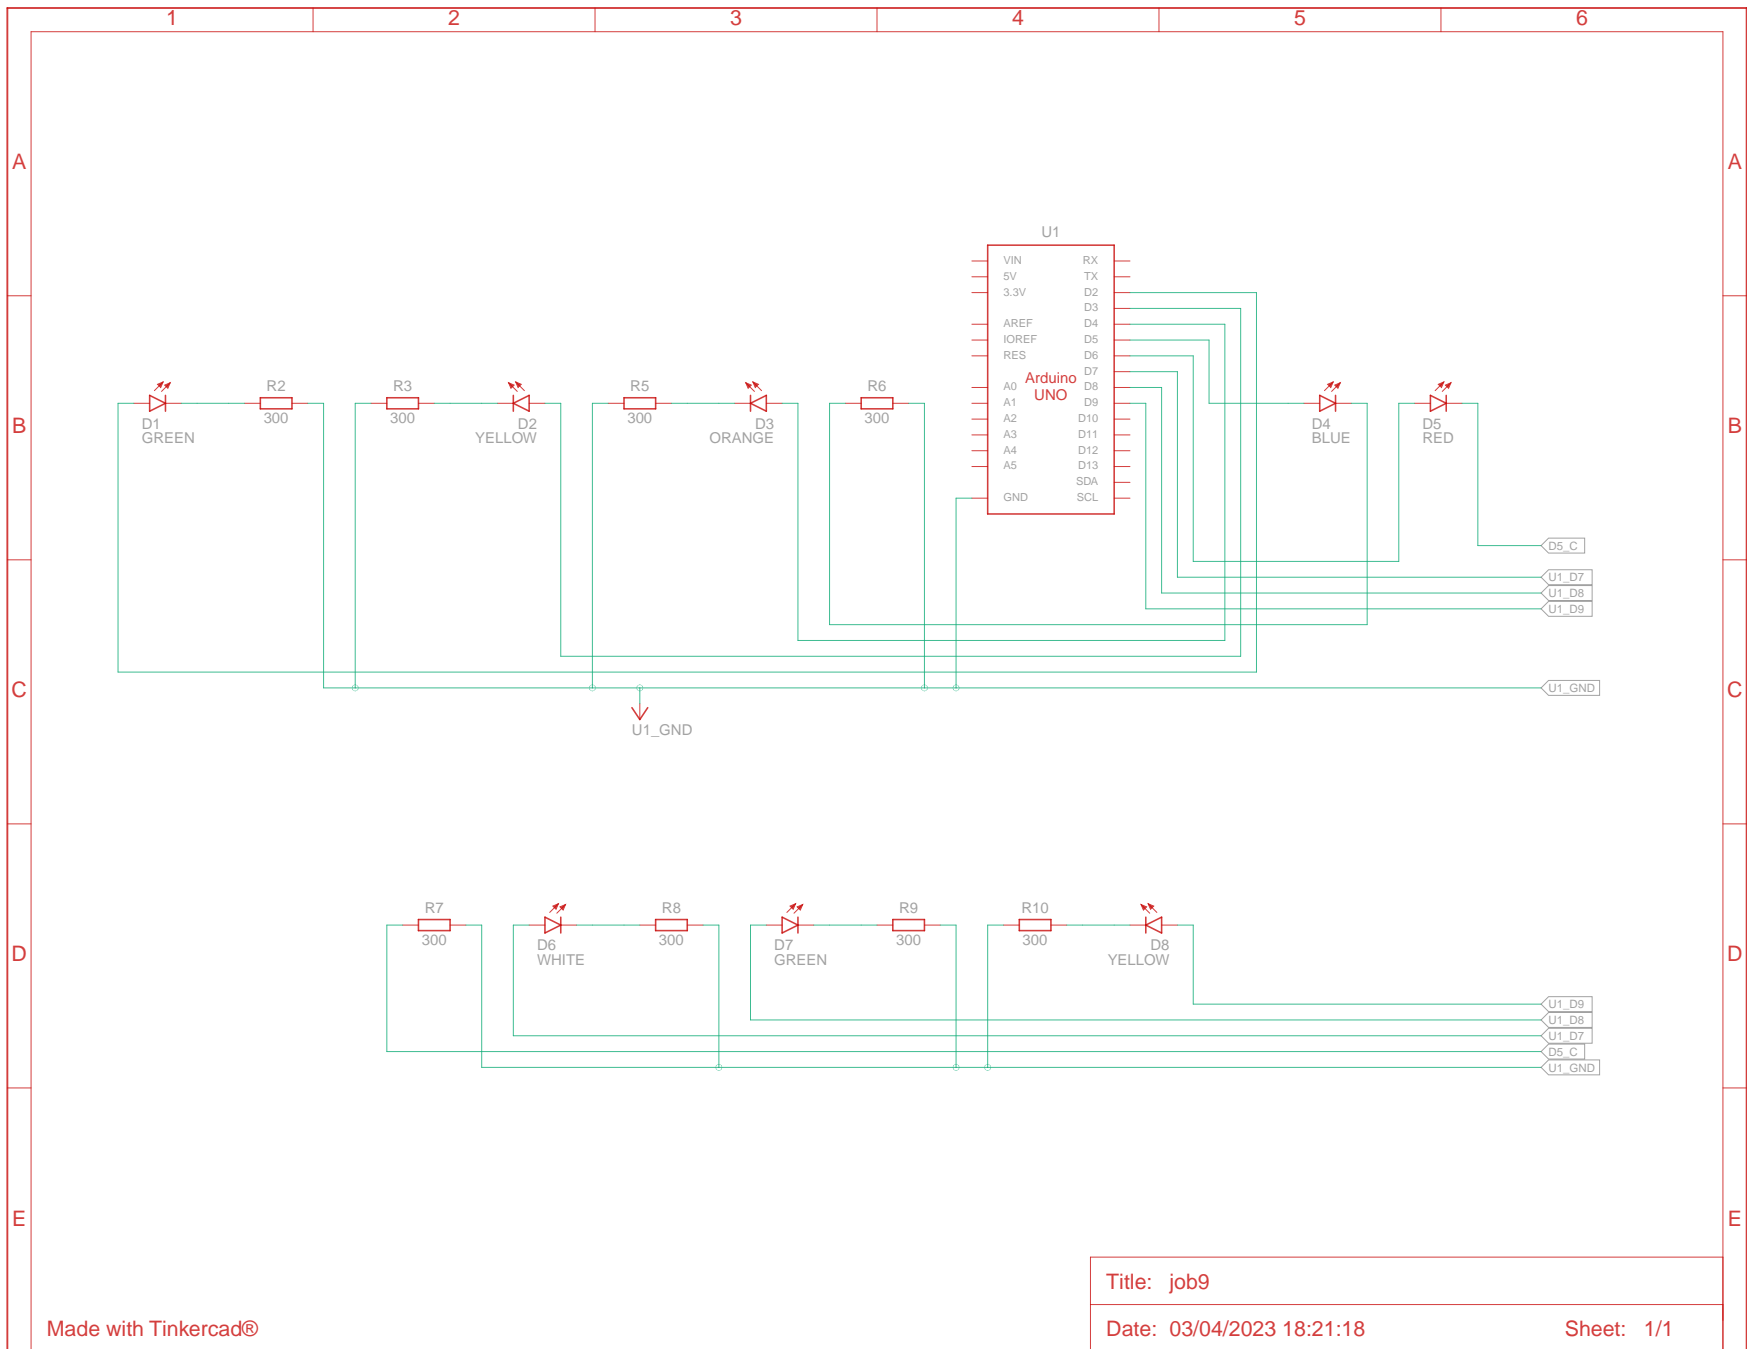 1 2 3 4 5 6
A A
U1
VIN RX
5V TX
3.3V D2
D3
AREF D4
IOREF D5
RES D6
D7
A0 Arduino D8
A1 UNO D9
A2 D10
A3 D11
A4 D12
A5 D13
SDA
GND SCL
B B
R2 R3 R5 R6
300 300 300 300
D1 D2 D3 D4 D5
GREEN YELLOW ORANGE BLUE RED
D5_C
U1_D7
U1_D8
U1_D9
C C
U1_GND
U1_GND
R7 R8 R9 R10
300 300 300 300
D D
D6 D7 D8
WHITE GREEN YELLOW
U1_D9
U1_D8
U1_D7
D5_C
U1_GND
E E
Title: job9
Made with Tinkercad®
Date: 03/04/2023 18:21:18 Sheet: 1/1